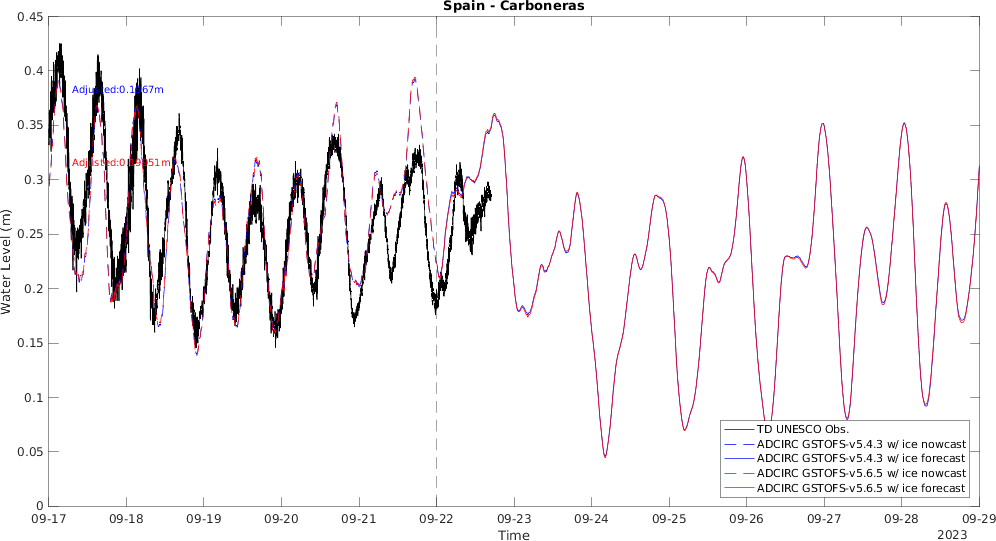 Spain - Carboneras
0.45
0.4
0.35
0.3
0.25
0.2
0.15
0.1
0.05
0
Water Level (m)
TD UNESCO Obs.
ADCIRC GSTOFS-v5.4.3 w/ ice nowcast
ADCIRC GSTOFS-v5.4.3 w/ ice forecast
ADCIRC GSTOFS-v5.6.5 w/ ice nowcast
ADCIRC GSTOFS-v5.6.5 w/ ice forecast
09-17 09-18 09-19 09-20 09-21 09-22 09-23 09-24 09-25 09-26 09-27 09-28 09-29
Time
2023